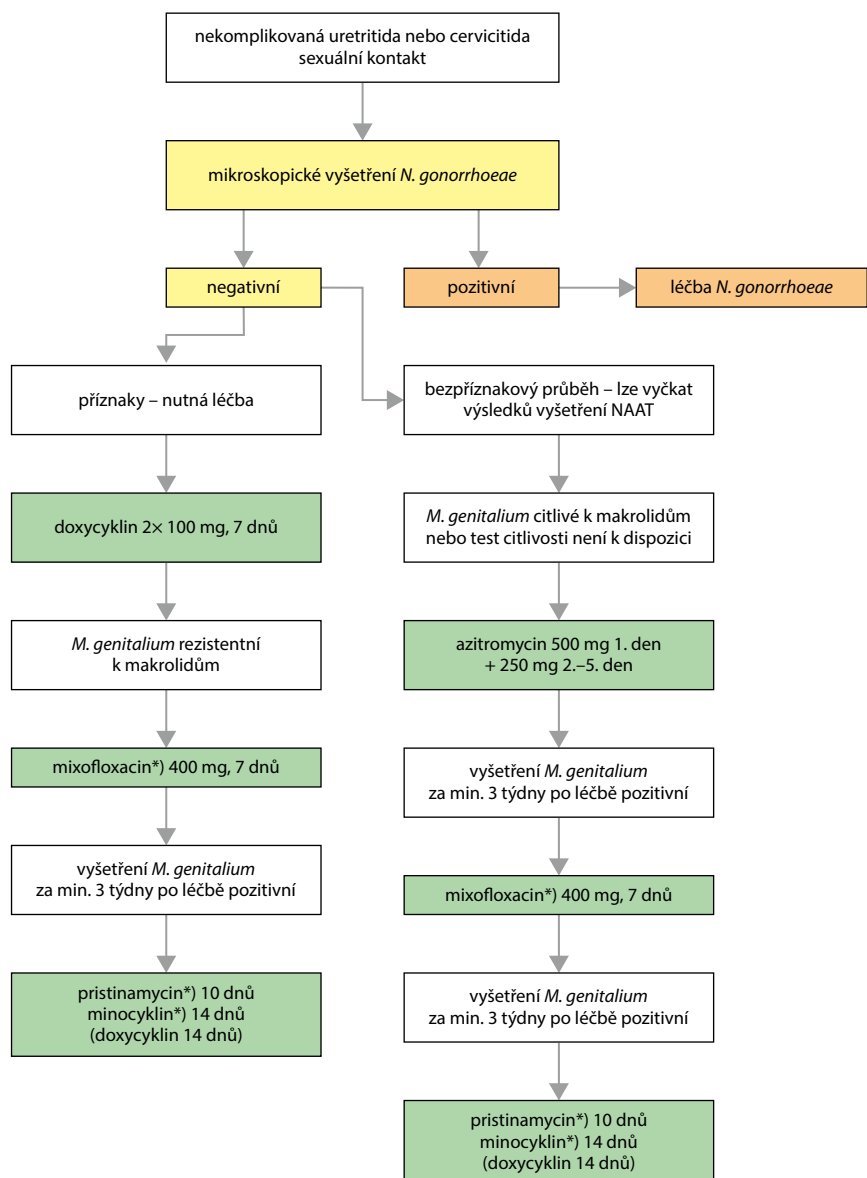 nekomplikovaná uretritida nebo cervicitida
sexuální kontakt
mikroskopické vyšetření N. gonorrhoeae
negativní
pozitivní
léčba N. gonorrhoeae
příznaky – nutná léčba
bezpříznakový průběh – lze vyčkat
výsledků vyšetření NAAT
doxycyklin 2× 100 mg, 7 dnů
M. genitalium citlivé k makrolidům
nebo test citlivosti není k dispozici
M. genitalium rezistentní
k makrolidům
azitromycin 500 mg 1. den
+ 250 mg 2.–5. den
mixofloxacin*) 400 mg, 7 dnů
vyšetření M. genitalium
za min. 3 týdny po léčbě pozitivní
vyšetření M. genitalium
za min. 3 týdny po léčbě pozitivní
mixofloxacin*) 400 mg, 7 dnů
pristinamycin*) 10 dnů
minocyklin*) 14 dnů
(doxycyklin 14 dnů)
vyšetření M. genitalium
za min. 3 týdny po léčbě pozitivní
pristinamycin*) 10 dnů
minocyklin*) 14 dnů
(doxycyklin 14 dnů)